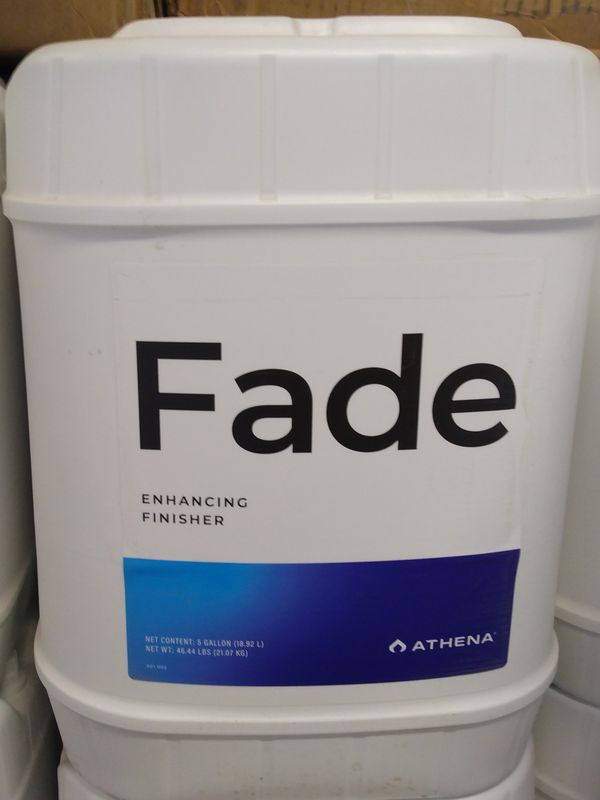 Fade
ENHANCING
FINISHER
NET CONTENT: 5 GALLON (18.92 L)
NET WT: 46.44 LBS (21.07 KG)
ATHENA